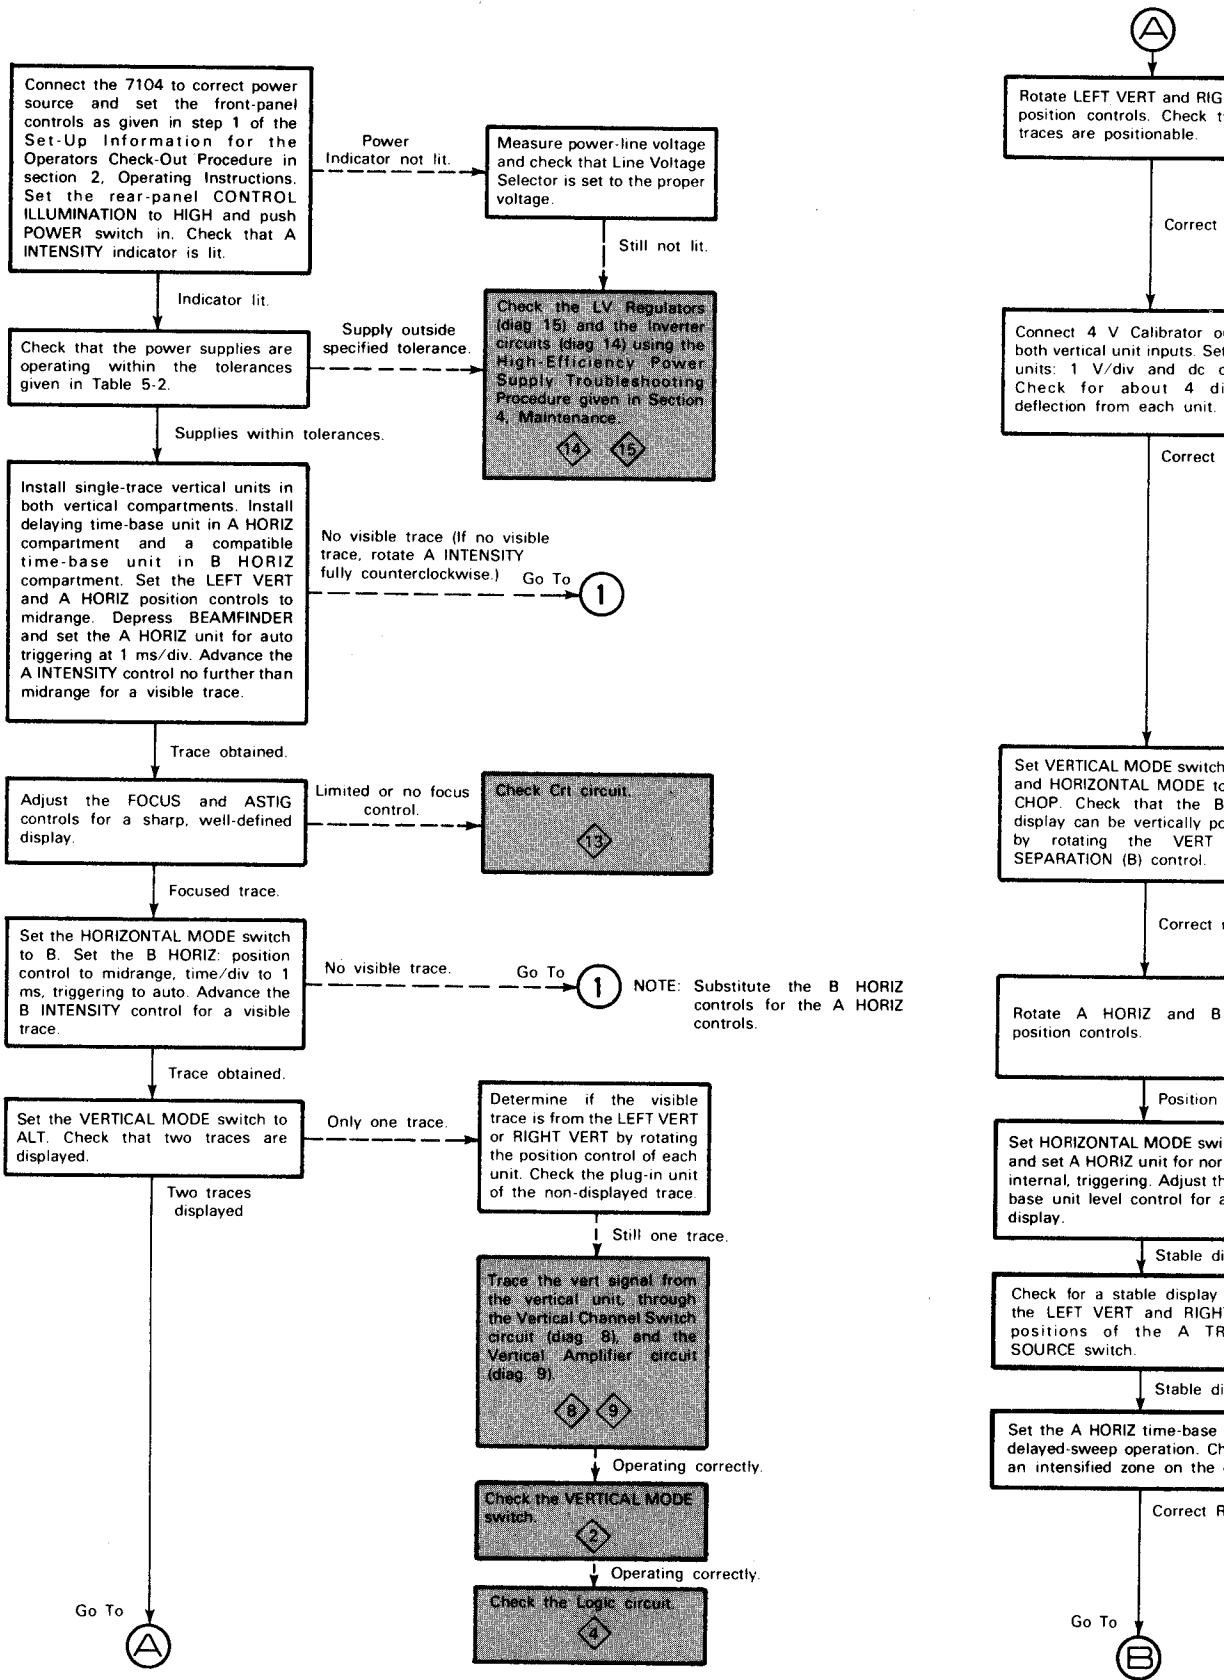 Connect the 7104 to correct power
source and set the front-panel
controls as given in step 1 of the
Set-Up Information for the
Operators Check-Out Procedure in
section 2, Operating Instructions.
Set the rear-panel CONTROL
ILLUMINATION to HIGH and push
POWER switch in. Check that A
INTENSITY indicator is lit.
Power
Indicator not lit.
Measure power-line voltage
and check that Line Voltage
Selector is set to the proper
voltage.
Still not lit.
Indicator lit.
Check the LV Regulators
(diag 15) and the Inverter
circuits (diag 14) using the
High-Efficiency Power
Supply Troubleshooting
Procedure given in Section
4, Maintenance.
14 15
Check that the power supplies are
operating within the tolerances
given in Table 5-2.
Supply outside
specified tolerance.
Supplies within tolerances.
Install single-trace vertical units in
both vertical compartments. Install
delaying time-base unit in A HORIZ
compartment and a compatible
time-base unit in B HORIZ
compartment. Set the LEFT VERT
and A HORIZ position controls to
midrange. Depress BEAMFINDER
and set the A HORIZ unit for auto
triggering at 1 ms/div. Advance the
A INTENSITY control no further than
midrange for a visible trace.
No visible trace (If no visible
trace, rotate A INTENSITY
fully counterclockwise.) Go To
1
Trace obtained.
Adjust the FOCUS and ASTIG
controls for a sharp, well-defined
display.
Limited or no focus
control.
Check Crt circuit.
13
Focused trace.
Set the HORIZONTAL MODE switch
to B. Set the B HORIZ: position
control to midrange, time/div to 1
ms, triggering to auto. Advance the
B INTENSITY control for a visible
trace.
No visible trace. Go To
1
NOTE: Substitute the B HORIZ
controls for the A HORIZ
controls.
Trace obtained.
Set the VERTICAL MODE switch to
ALT. Check that two traces are
displayed.
Only one trace.
Determine if the visible
trace is from the LEFT VERT
or RIGHT VERT by rotating
the position control of each
unit. Check the plug-in unit
of the non-displayed trace.
Two traces
displayed
Still one trace.
Trace the vert signal from
the vertical unit, through
the Vertical Channel Switch
circuit (diag 8), and the
Vertical Amplifier circuit
(diag 9).
8 9
Operating correctly.
Check the VERTICAL MODE
switch.
2
Operating correctly.
Check the Logic circuit.
4
Go To
A
A
Rotate LEFT VERT and RIG
position controls. Check t
traces are positionable.
Correct
Connect 4 V Calibrator o
both vertical unit inputs. Set
units: 1 V/div and dc c
Check for about 4 di
deflection from each unit.
Correct
Set VERTICAL MODE switch
and HORIZONTAL MODE to
CHOP. Check that the B
display can be vertically po
by rotating the VERT
SEPARATION (B) control.
Correct
Rotate A HORIZ and B
position controls.
Position
Set HORIZONTAL MODE swi
and set A HORIZ unit for nor
internal, triggering. Adjust th
base unit level control for a
display.
Stable di
Check for a stable display
the LEFT VERT and RIGHT
positions of the A TR
SOURCE switch.
Stable di
Set the A HORIZ time-base
delayed-sweep operation. Ch
an intensified zone on the
Correct R
Go To
B